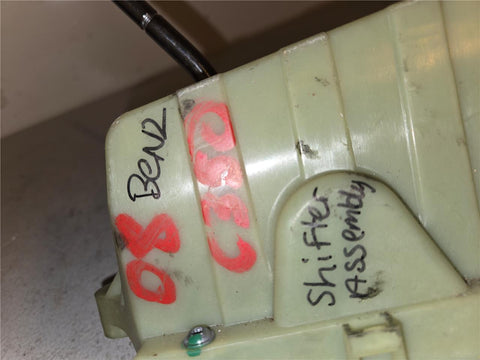 08 BENZ
C350
Shifter
Assembly